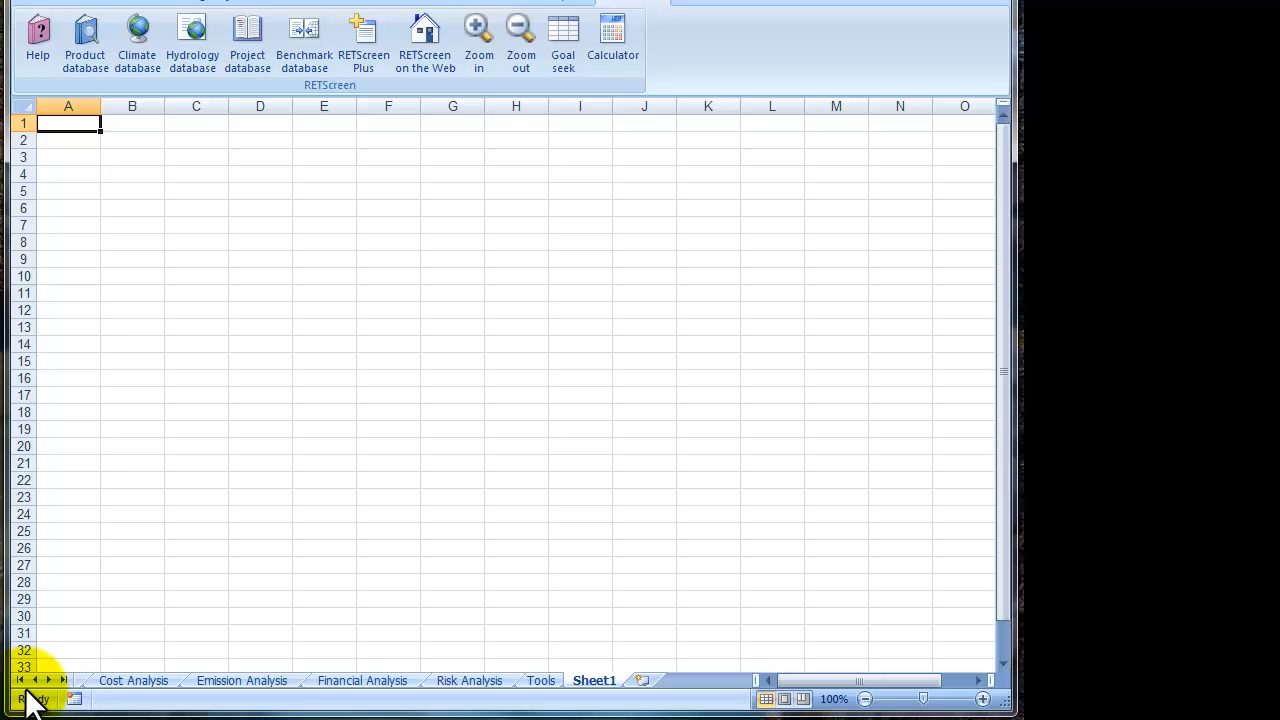 Help
Product database
Climate database
Hydrology database
Project database
Benchmark database
RETScreen Plus
RETScreen on the Web
Zoom in
Zoom out
Goal seek
Calculator
RETScreen
A B C D E F G H I J K L M N O
1
2
3
4
5
6
7
8
9
10
11
12
13
14
15
16
17
18
19
20
21
22
23
24
25
26
27
28
29
30
31
32
33
Cost Analysis Emission Analysis Financial Analysis Risk Analysis Tools Sheet1
100%